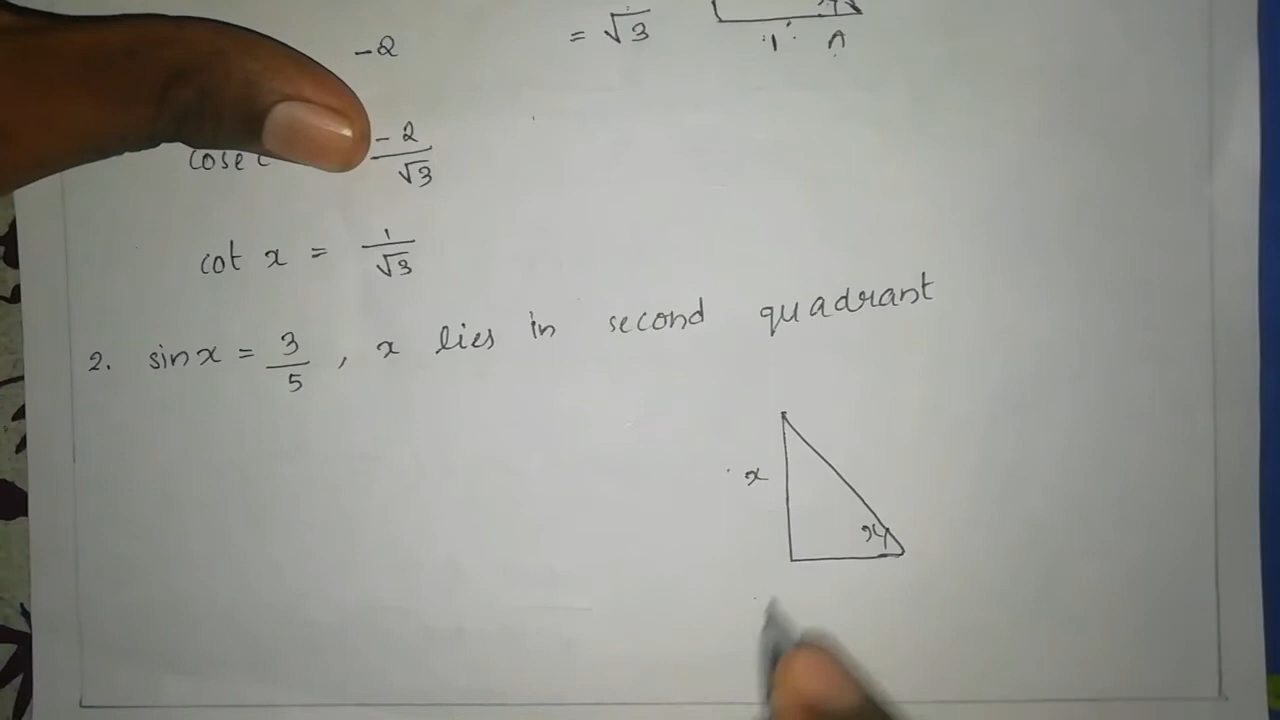 -2 = √3
1 A
cosec -2/√3
cot x = 1/√3
2. sin x = 3/5 , x lies in second quadrant
x
x